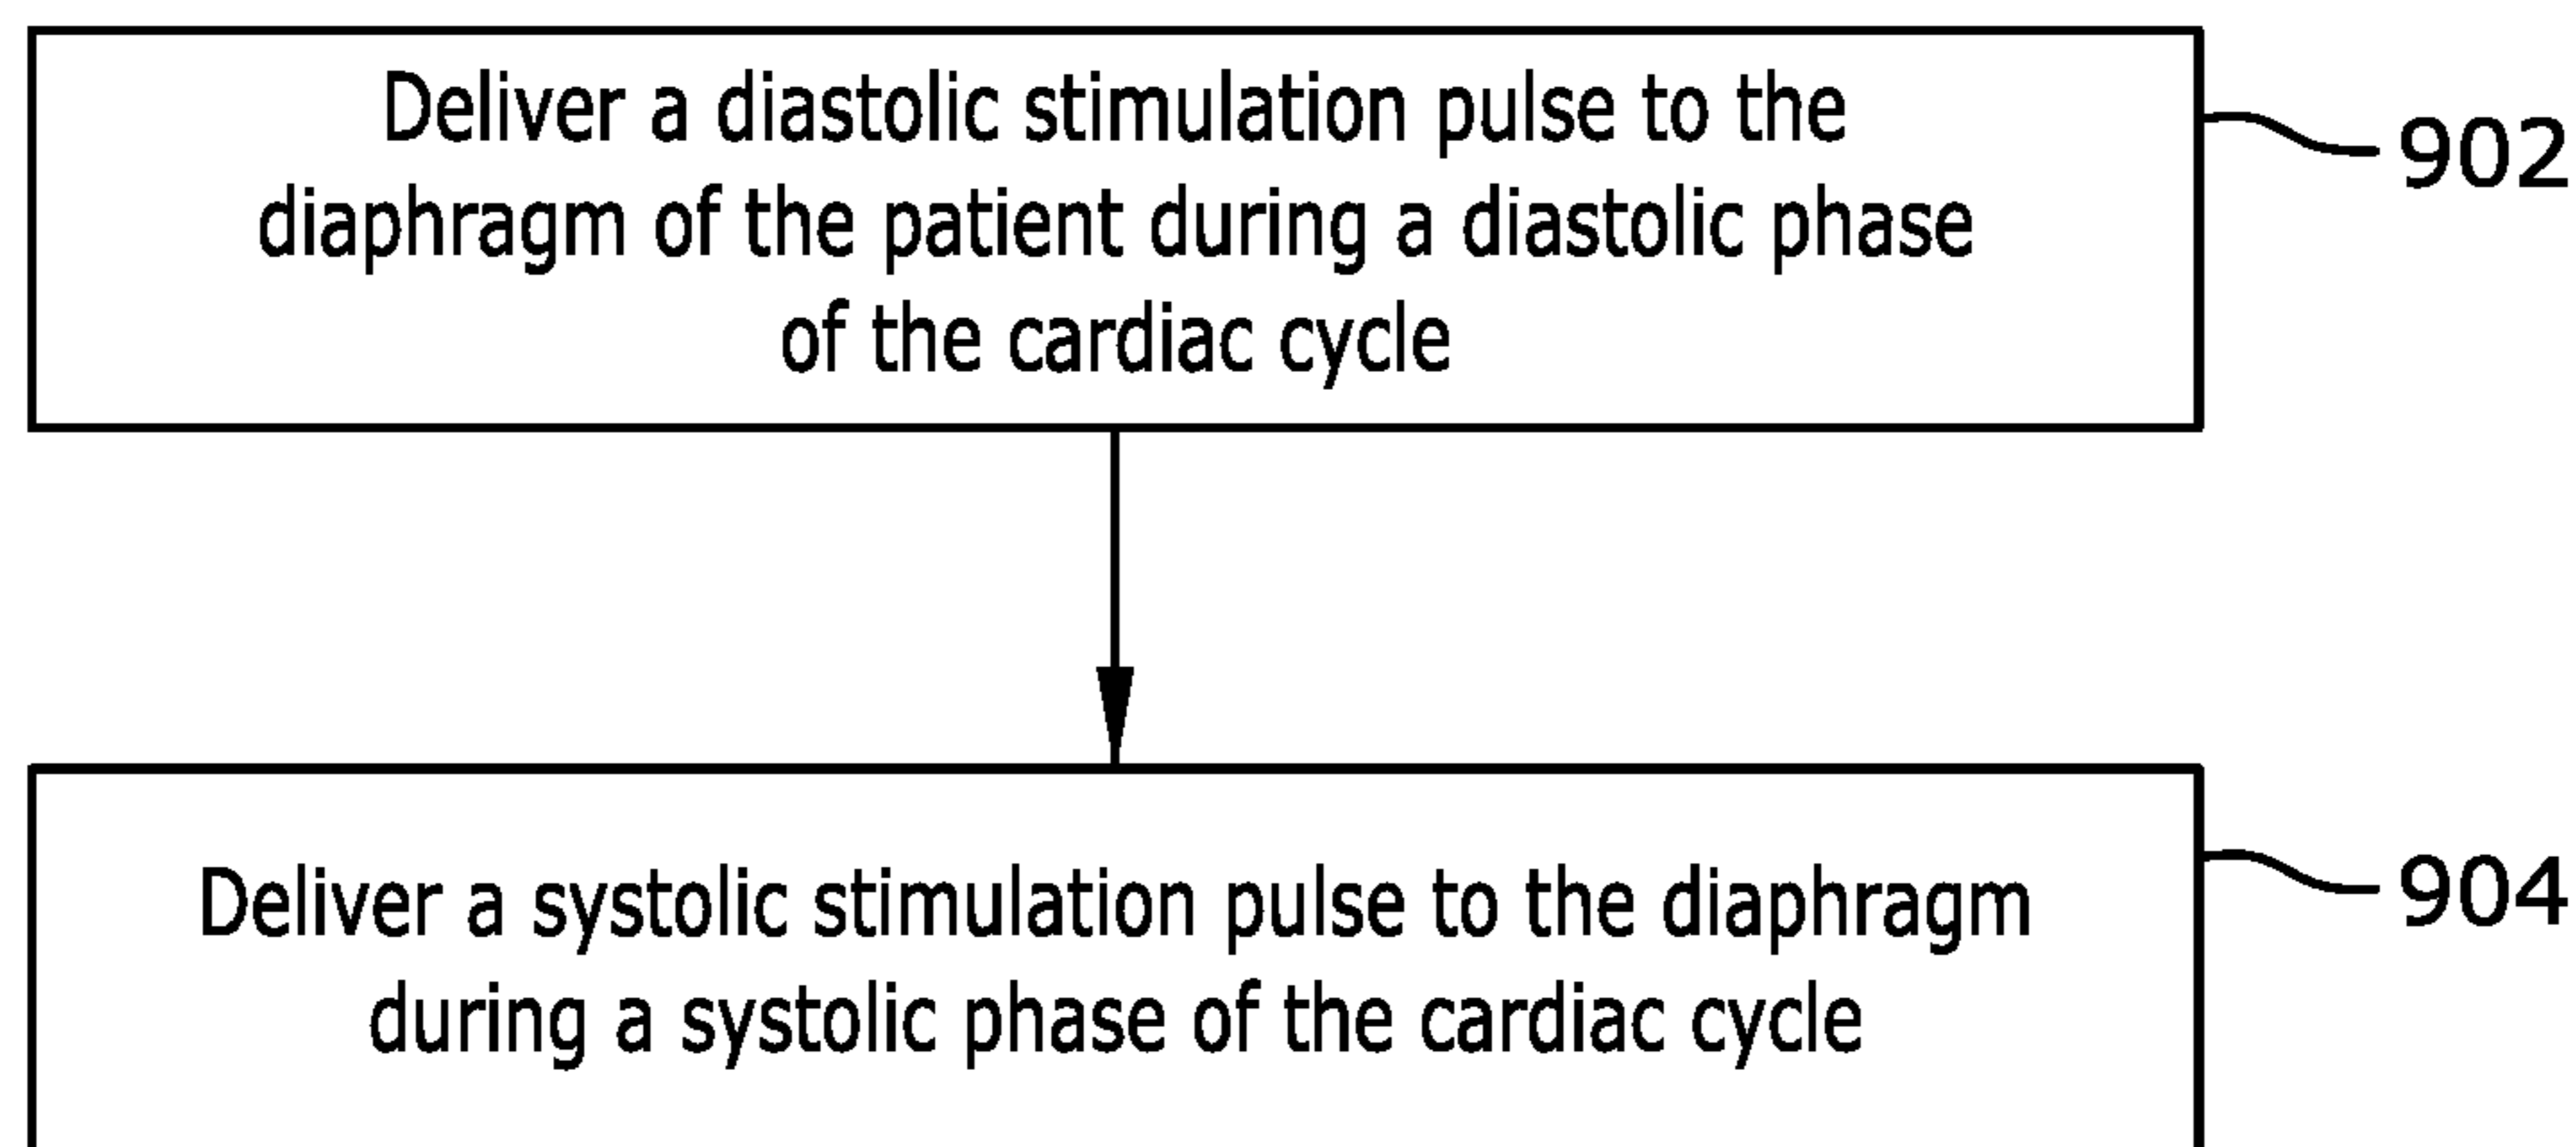 Deliver a diastolic stimulation pulse to the
diaphragm of the patient during a diastolic phase
of the cardiac cycle
902
Deliver a systolic stimulation pulse to the diaphragm
during a systolic phase of the cardiac cycle
904